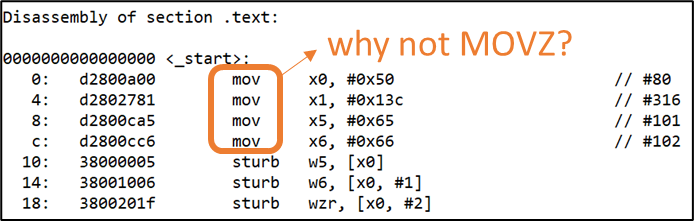 Disassembly of section .text:
why not MOVZ?
0000000000000000 <_start>:
0: d2800a00 mov x0, #0x50 // #80
4: d2802781 mov x1, #0x13c // #316
8: d2800ca5 mov x5, #0x65 // #101
c: d2800cc6 mov x6, #0x66 // #102
10: 38000005 sturb w5, [x0]
14: 38001006 sturb w6, [x0, #1]
18: 3800201f sturb wzr, [x0, #2]